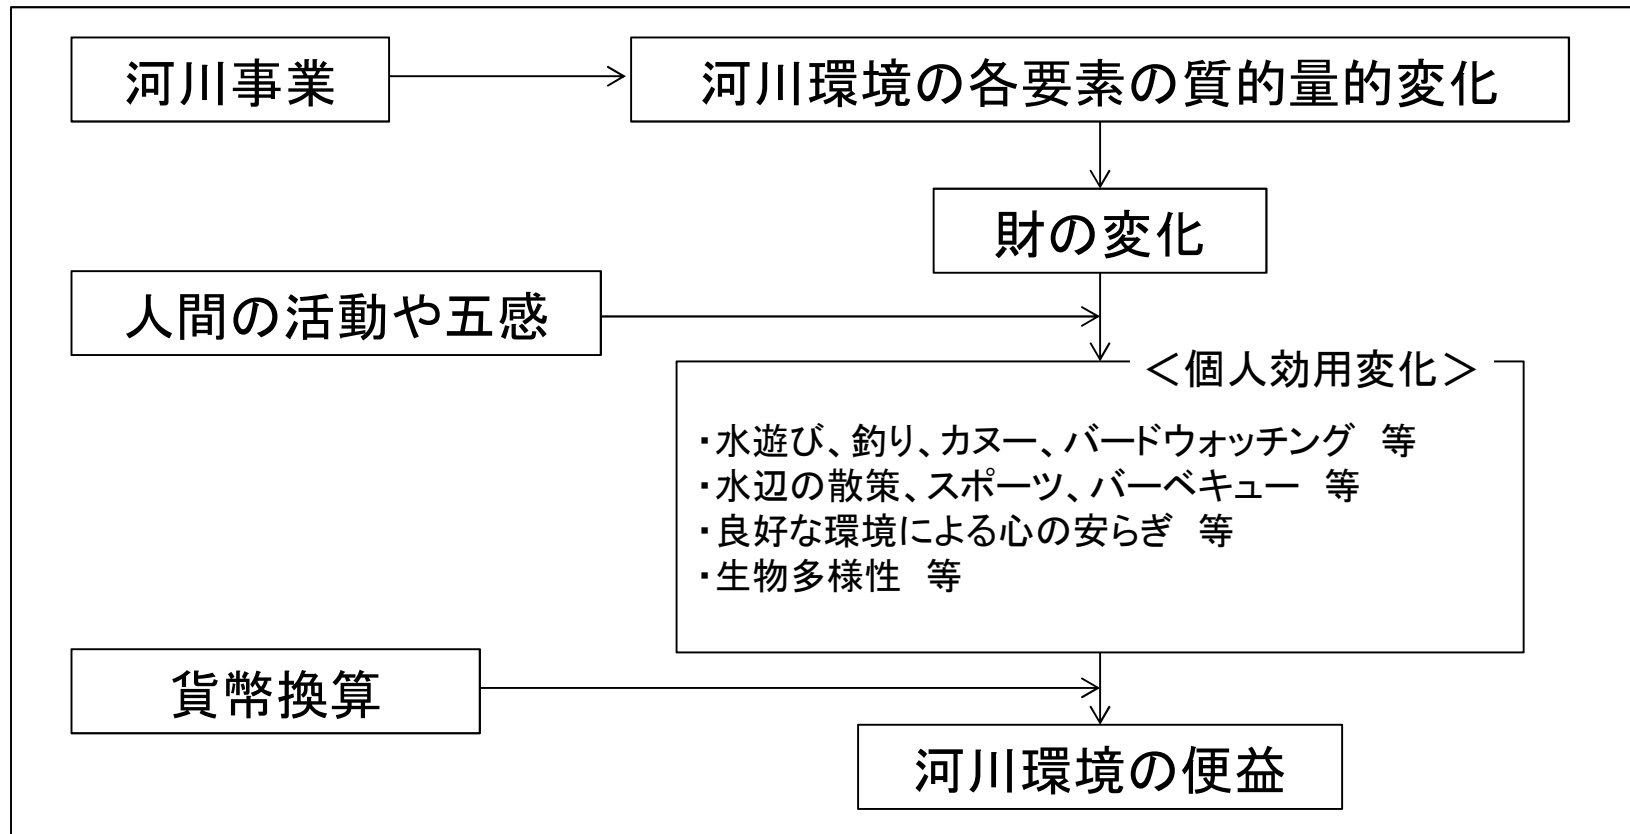 河川事業
河川環境の各要素の質的量的変化
財の変化
人間の活動や五感
＜個人効用変化＞
・水遊び、釣り、カヌー、バードウォッチング　等
・水辺の散策、スポーツ、バーベキュー　等
・良好な環境による心の安らぎ　等
・生物多様性　等
貨幣換算
河川環境の便益